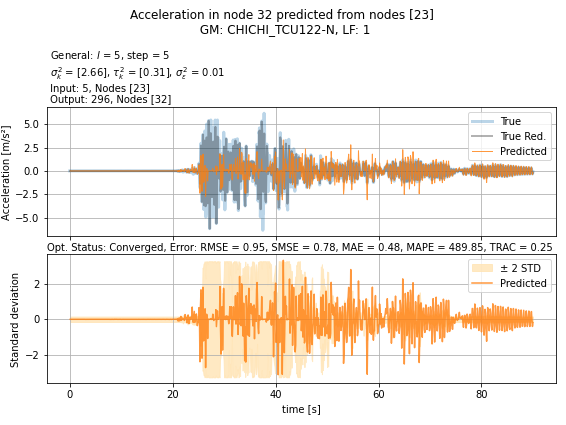 Acceleration in node 32 predicted from nodes [23]
GM: CHICHI_TCU122-N, LF: 1
General: l = 5, step = 5
σ²ₖ = [2.66], τ²ₖ = [0.31], σ²ε = 0.01
Input: 5, Nodes [23]
Output: 296, Nodes [32]
Acceleration [m/s²]
5.0
2.5
0.0
−2.5
−5.0
True
True Red.
Predicted
Opt. Status: Converged, Error: RMSE = 0.95, SMSE = 0.78, MAE = 0.48, MAPE = 489.85, TRAC = 0.25
Standard deviation
2
0
−2
± 2 STD
Predicted
0
20
40
60
80
time [s]